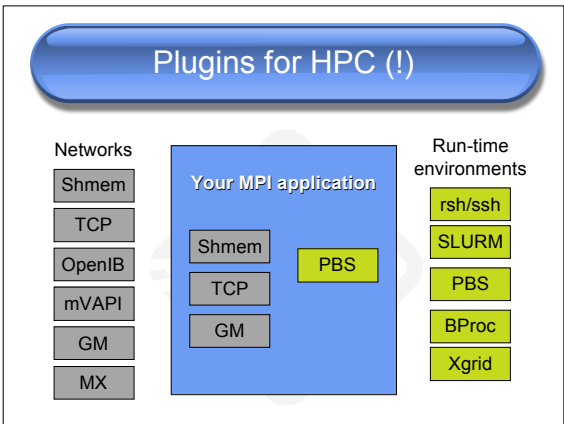 Plugins for HPC (!)
Networks
Shmem
TCP
OpenIB
mVAPI
GM
MX
Your MPI application
Shmem
TCP
GM
PBS
Run-time
environments
rsh/ssh
SLURM
PBS
BProc
Xgrid